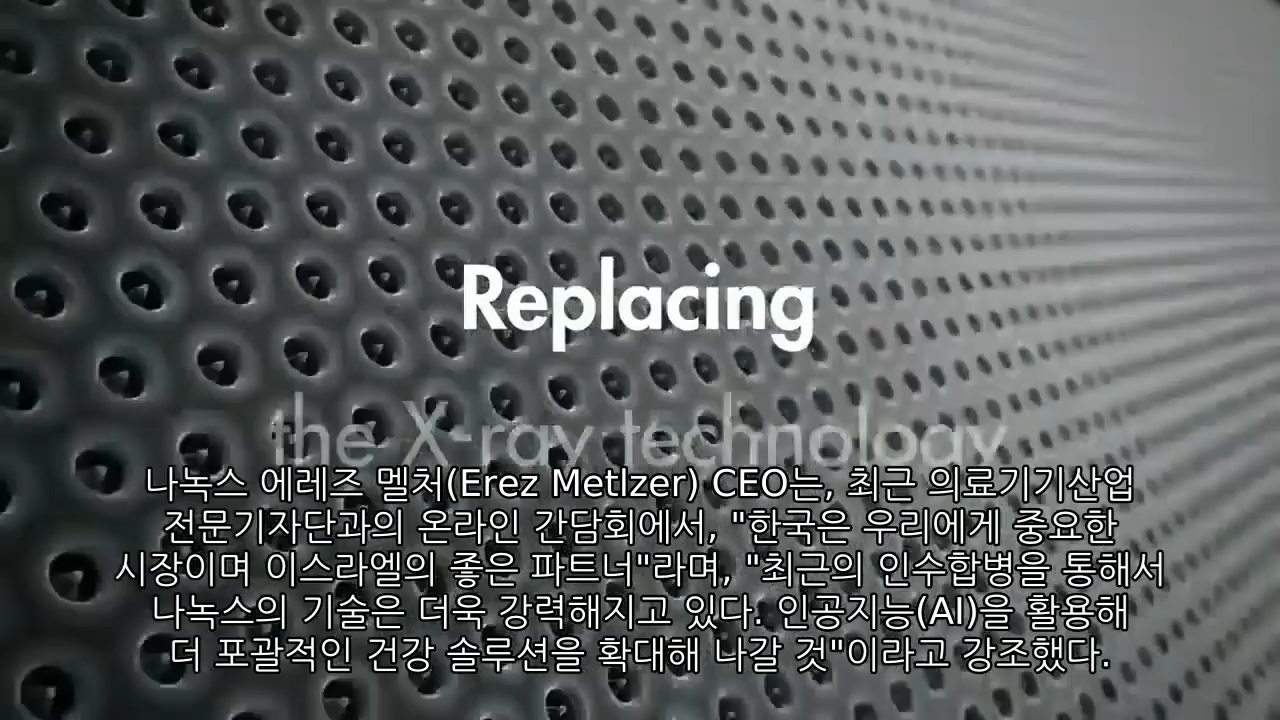 Replacing
the X-ray technology
나녹스 에레즈 멜처(Erez Metlzer) CEO는, 최근 의료기기산업
전문기자단과의 온라인 간담회에서, "한국은 우리에게 중요한
시장이며 이스라엘의 좋은 파트너"라며, "최근의 인수합병을 통해서
나녹스의 기술은 더욱 강력해지고 있다. 인공지능(AI)을 활용해
더 포괄적인 건강 솔루션을 확대해 나갈 것"이라고 강조했다.